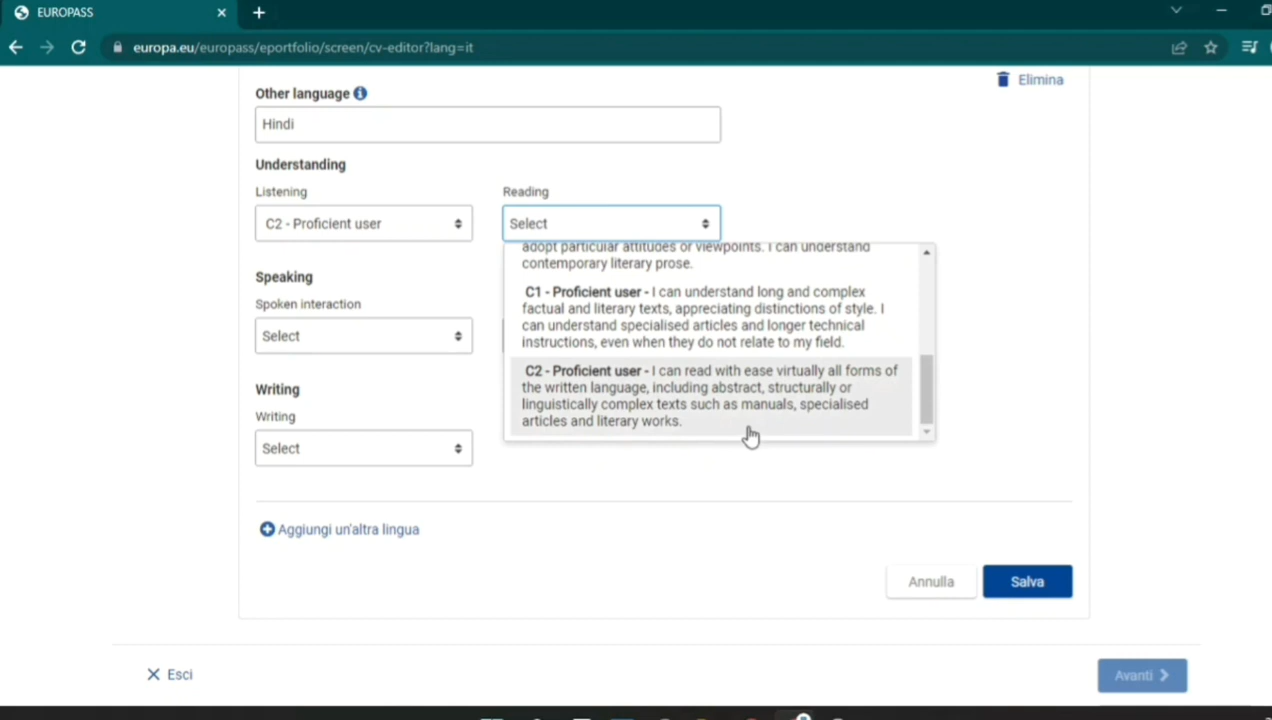 EUROPASS
europa.eu/europass/eportfolio/screen/cv-editor?lang=it
Elimina
Other language
Hindi
Understanding
Listening
Reading
C2 - Proficient user
Select
adopt particular attitudes or viewpoints. I can understand
contemporary literary prose.
Speaking
Spoken interaction
Select
C1 - Proficient user - I can understand long and complex
factual and literary texts, appreciating distinctions of style. I
can understand specialised articles and longer technical
instructions, even when they do not relate to my field.
C2 - Proficient user - I can read with ease virtually all forms of
the written language, including abstract, structurally or
linguistically complex texts such as manuals, specialised
articles and literary works.
Writing
Writing
Select
Aggiungi un'altra lingua
Annulla
Salva
Esci
Avanti